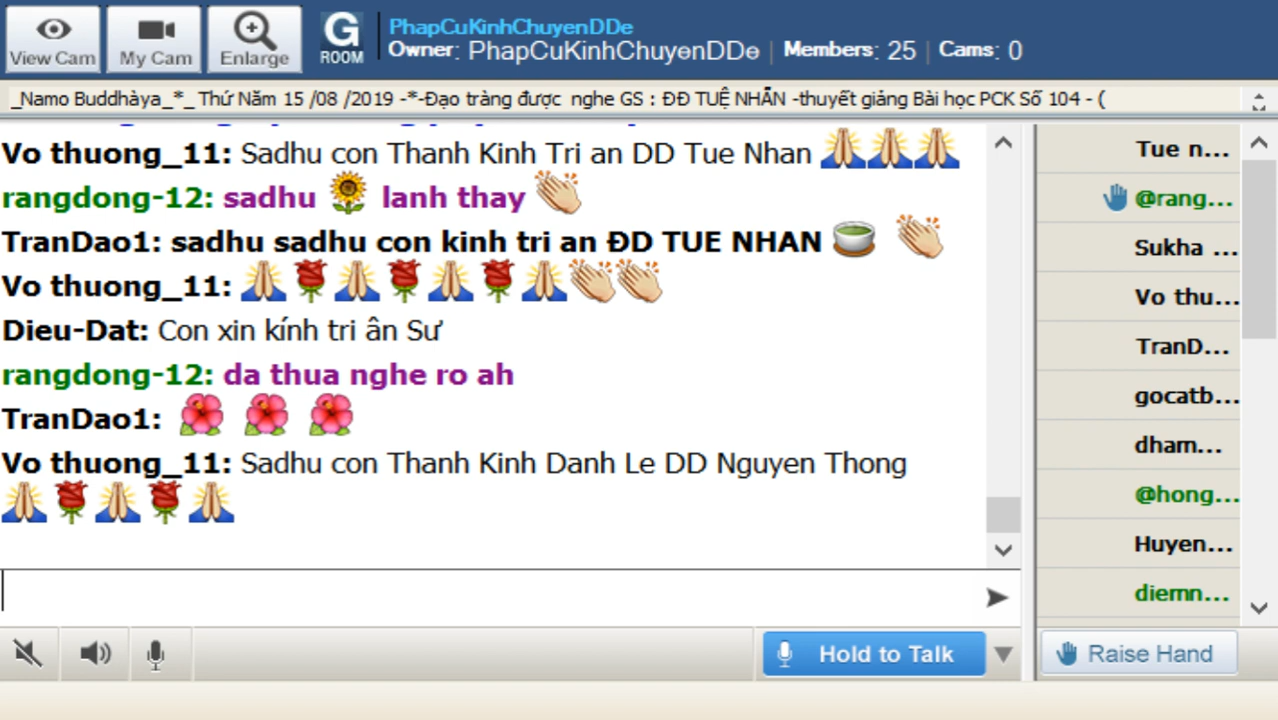 View Cam
My Cam
Enlarge
G
ROOM
PhapCuKinhChuyenDDe
Owner: PhapCuKinhChuyenDDe | Members: 25 | Cams: 0
_Namo Buddhàya_*_ Thứ Năm 15 /08 /2019 -*-Đạo tràng được nghe GS : ĐĐ TUỆ NHẪN -thuyết giảng Bài học PCK Số 104 - (
Vo thuong_11: Sadhu con Thanh Kinh Tri an DD Tue Nhan 🙏🙏🙏
rangdong-12: sadhu 🌻 lanh thay 👏
TranDao1: sadhu sadhu con kinh tri an ĐD TUE NHAN 🍵 👏
Vo thuong_11: 🙏🌹🙏🌹🙏🌹🙏👏👏
Dieu-Dat: Con xin kính tri ân Sư
rangdong-12: da thua nghe ro ah
TranDao1: 🌺 🌺 🌺
Vo thuong_11: Sadhu con Thanh Kinh Danh Le DD Nguyen Thong
🙏🌹🙏🌹🙏
Tue n...
@rang...
Sukha ...
Vo thu...
TranD...
gocatb...
dham...
@hong...
Huyen...
diemn...
Hold to Talk
Raise Hand